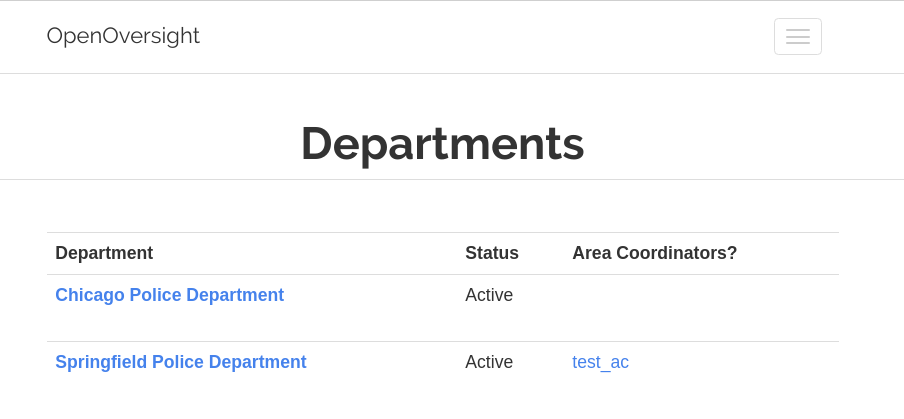 OpenOversight
Departments
Department Status Area Coordinators?
Chicago Police Department Active
Springfield Police Department Active test_ac